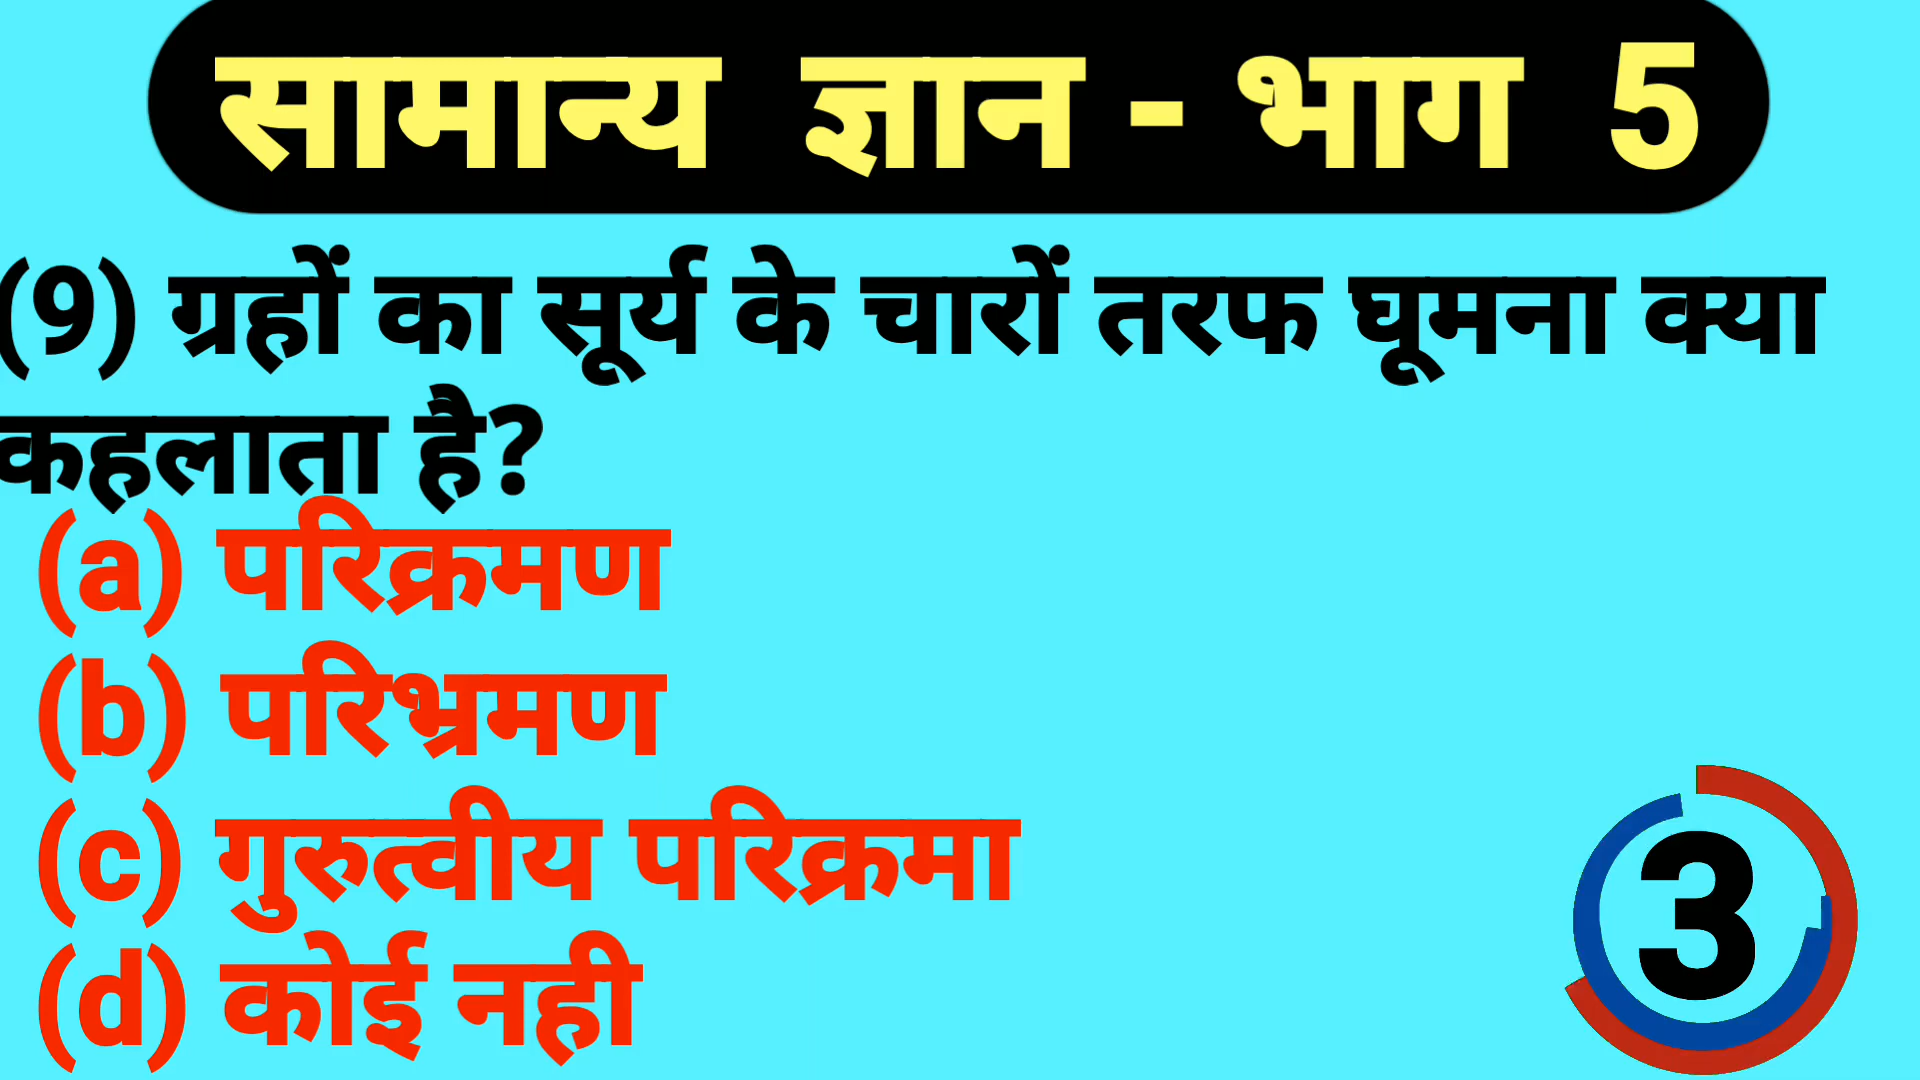 सामान्य ज्ञान - भाग 5
(9) ग्रहों का सूर्य के चारों तरफ घूमना क्या
कहलाता है?
(a) परिक्रमण
(b) परिभ्रमण
(c) गुरुत्वीय परिक्रमा
(d) कोई नही
3